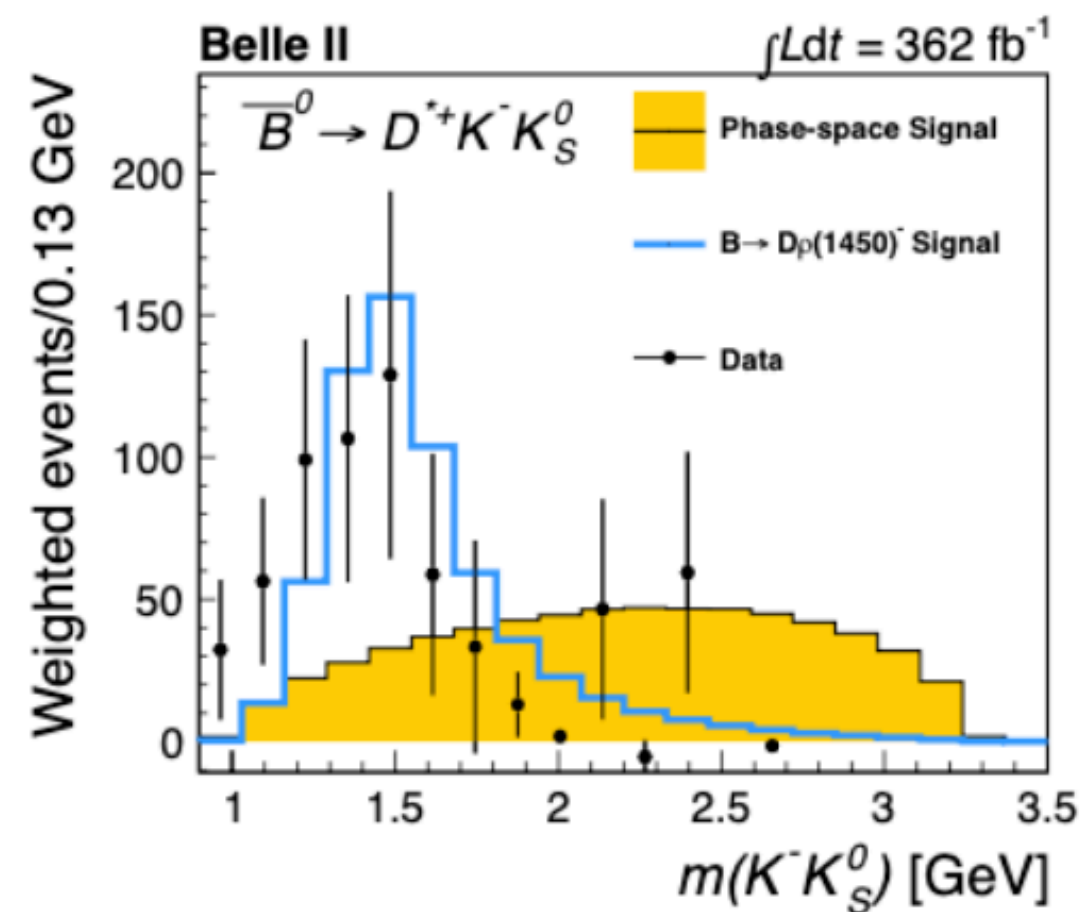 Belle II
∫Ldt = 362 fb⁻¹
B̅⁰ → D*⁺K⁻K⁰S
Phase-space Signal
B→ Dρ(1450)⁻ Signal
Data
Weighted events/0.13 GeV
200
150
100
50
0
1 1.5 2 2.5 3 3.5
m(K⁻K⁰S) [GeV]